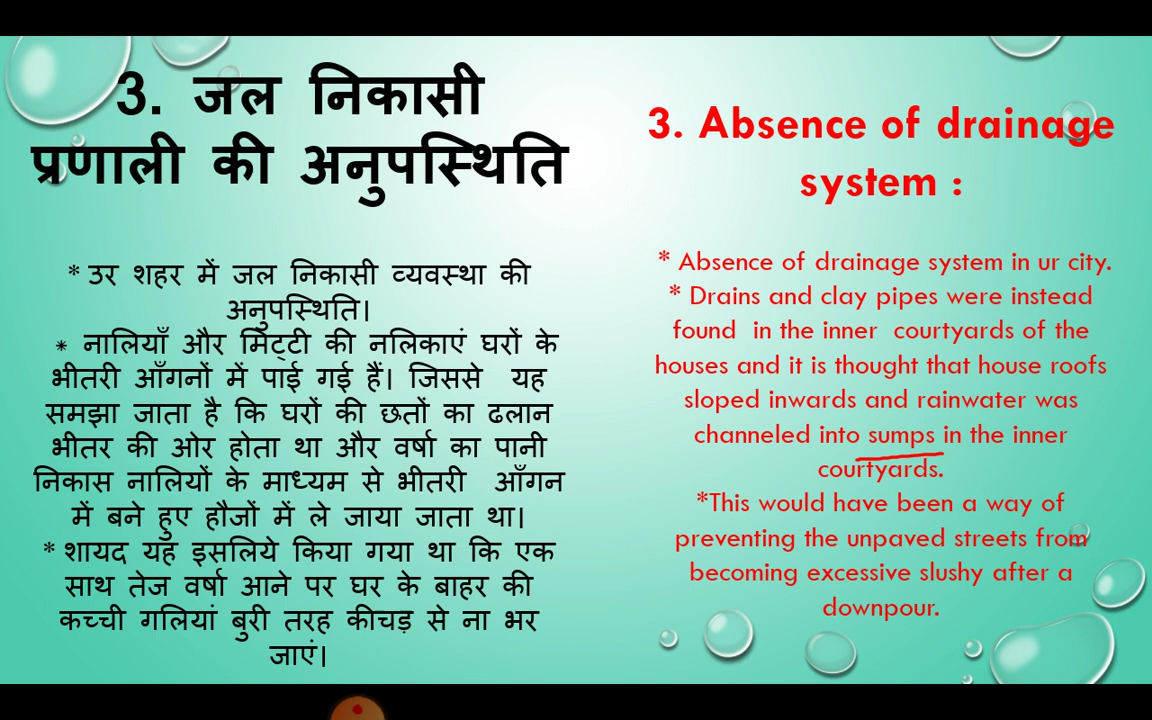 3. जल निकासी
प्रणाली की अनुपस्थिति
* उर शहर में जल निकासी व्यवस्था की
अनुपस्थिति।
* नालियाँ और मिट्टी की नलिकाएं घरों के
भीतरी आँगनों में पाई गई हैं। जिससे यह
समझा जाता है कि घरों की छतों का ढलान
भीतर की ओर होता था और वर्षा का पानी
निकास नालियों के माध्यम से भीतरी आँगन
में बने हुए हौजों में ले जाया जाता था।
* शायद यह इसलिये किया गया था कि एक
साथ तेज वर्षा आने पर घर के बाहर की
कच्ची गलियां बुरी तरह कीचड़ से ना भर
जाएं।
3. Absence of drainage
system :
* Absence of drainage system in ur city.
* Drains and clay pipes were instead
found in the inner courtyards of the
houses and it is thought that house roofs
sloped inwards and rainwater was
channeled into sumps in the inner
courtyards.
*This would have been a way of
preventing the unpaved streets from
becoming excessive slushy after a
downpour.